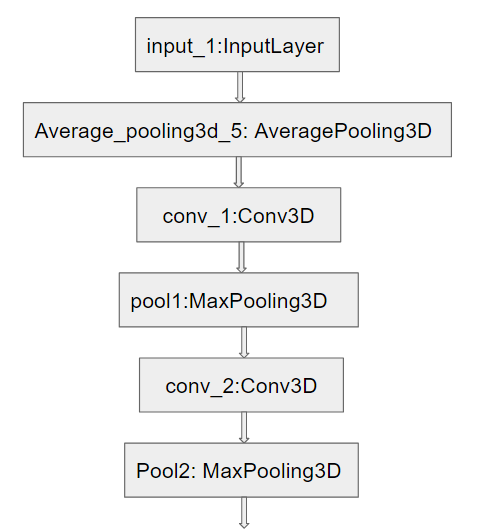 input_1:InputLayer
Average_pooling3d_5: AveragePooling3D
conv_1:Conv3D
pool1:MaxPooling3D
conv_2:Conv3D
Pool2: MaxPooling3D